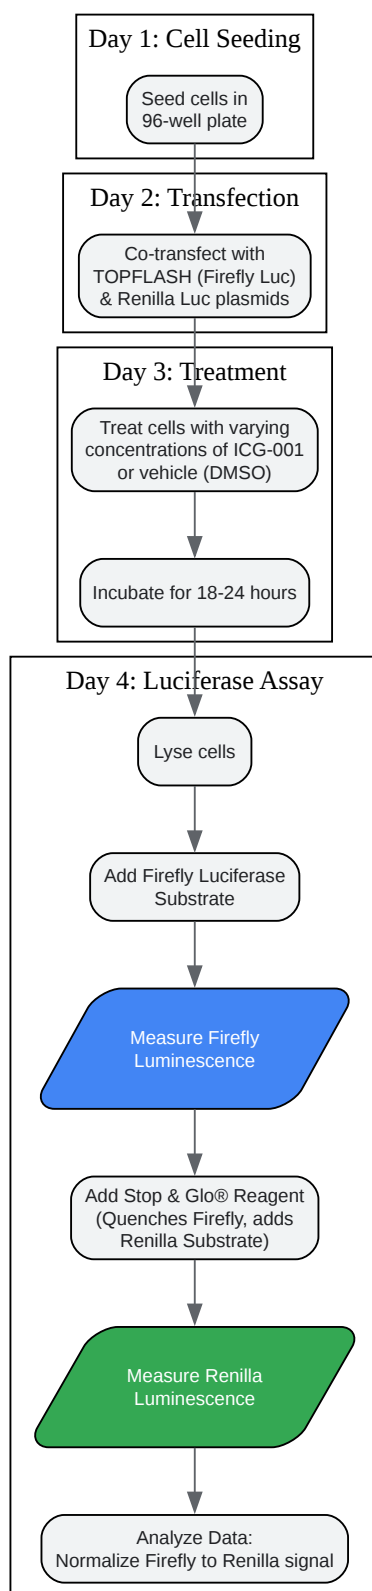 Day 1: Cell Seeding
Seed cells in
96-well plate
Day 2: Transfection
Co-transfect with
TOPFLASH (Firefly Luc)
& Renilla Luc plasmids
Day 3: Treatment
Treat cells with varying
concentrations of ICG-001
or vehicle (DMSO)
Incubate for 18-24 hours
Day 4: Luciferase Assay
Lyse cells
Add Firefly Luciferase
Substrate
Measure Firefly
Luminescence
Add Stop & Glo® Reagent
(Quenches Firefly, adds
Renilla Substrate)
Measure Renilla
Luminescence
Analyze Data:
Normalize Firefly to Renilla signal